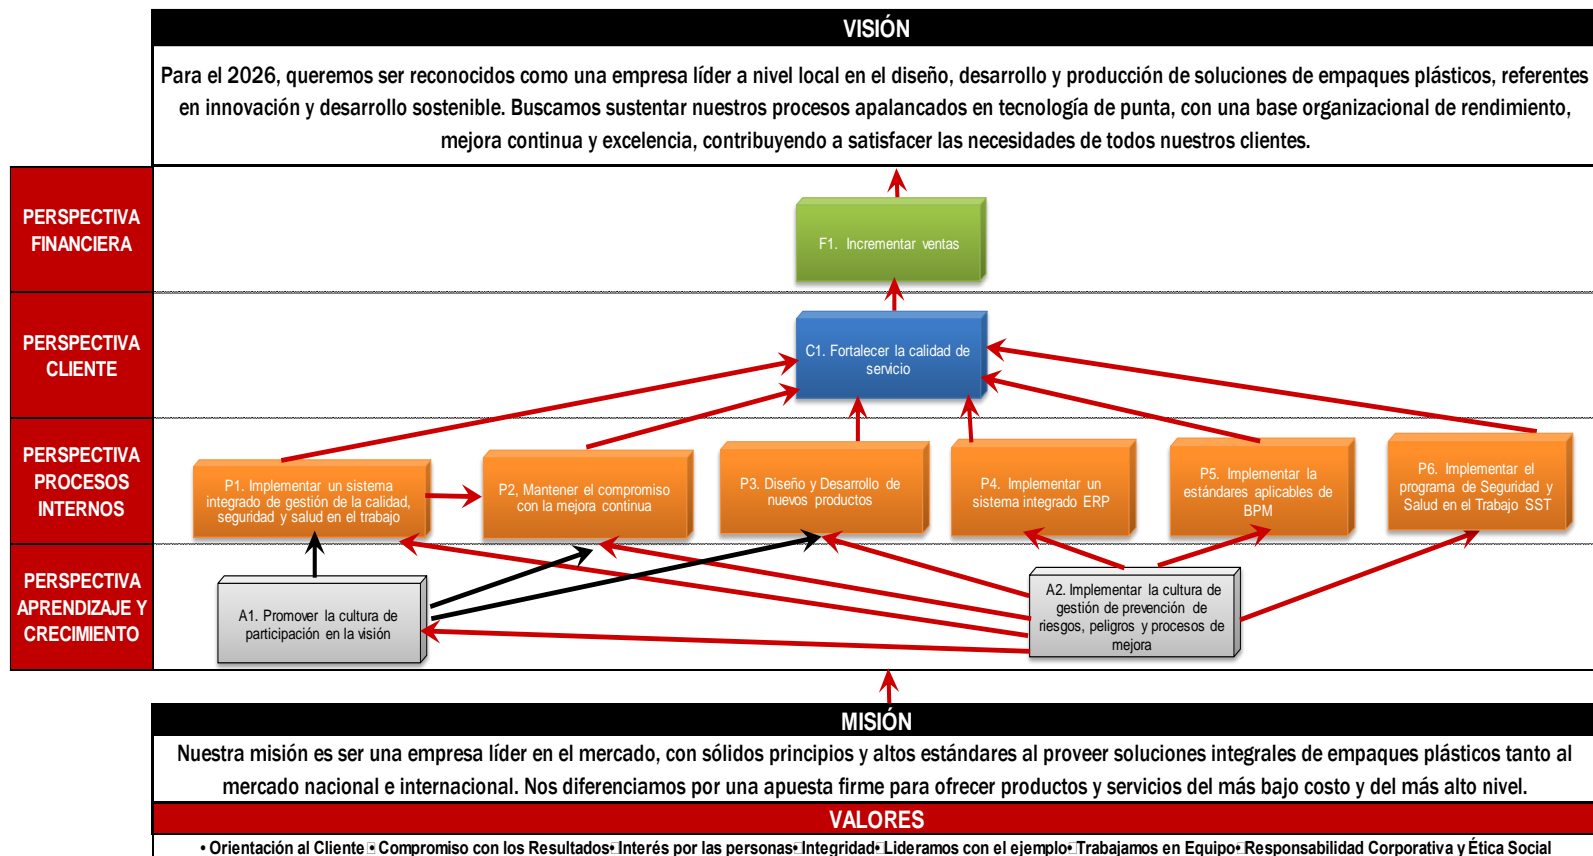 VISIÓN
Para el 2026, queremos ser reconocidos como una empresa líder a nivel local en el diseño, desarrollo y producción de soluciones de empaques plásticos, referentes
en innovación y desarrollo sostenible. Buscamos sustentar nuestros procesos apalancados en tecnología de punta, con una base organizacional de rendimiento,
mejora continua y excelencia, contribuyendo a satisfacer las necesidades de todos nuestros clientes.
PERSPECTIVA
FINANCIERA
F1. Incrementar ventas
PERSPECTIVA
CLIENTE
C1. Fortalecer la calidad de
servicio
PERSPECTIVA
PROCESOS
INTERNOS
P1. Implementar un sistema
integrado de gestión de la calidad,
seguridad y salud en el trabajo
P2, Mantener el compromiso
con la mejora continua
P3. Diseño y Desarrollo de
nuevos productos
P4. Implementar un
sistema integrado ERP
P5. Implementar la
estándares aplicables de
BPM
P6. Implementar el
programa de Seguridad y
Salud en el Trabajo SST
PERSPECTIVA
APRENDIZAJE Y
CRECIMIENTO
A1. Promover la cultura de
participación en la visión
A2. Implementar la cultura de
gestión de prevención de
riesgos, peligros y procesos de
mejora
MISIÓN
Nuestra misión es ser una empresa líder en el mercado, con sólidos principios y altos estándares al proveer soluciones integrales de empaques plásticos tanto al
mercado nacional e internacional. Nos diferenciamos por una apuesta firme para ofrecer productos y servicios del más bajo costo y del más alto nivel.
VALORES
• Orientación al Cliente • Compromiso con los Resultados• Interés por las personas• Integridad• Lideramos con el ejemplo• Trabajamos en Equipo• Responsabilidad Corporativa y Ética Social